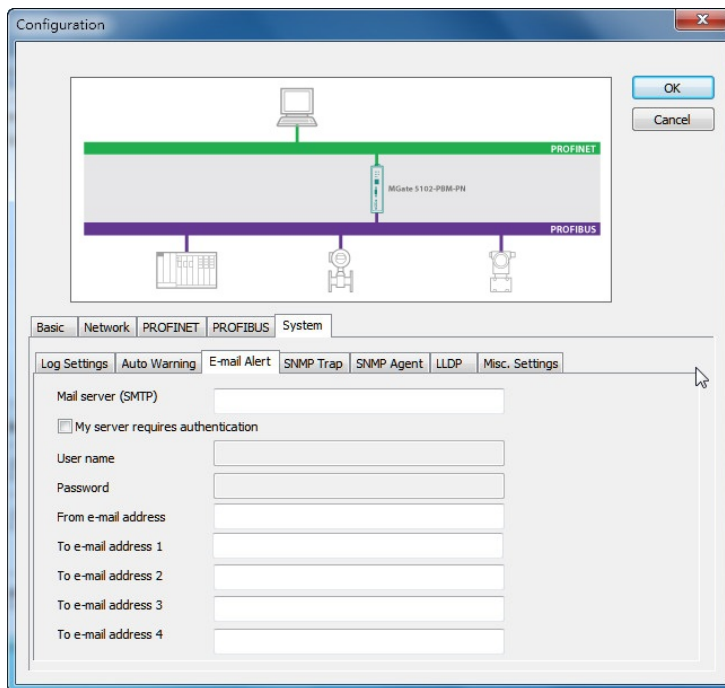 Configuration
OK
Cancel
PROFINET
MGate 5102-PBM-PN
PROFIBUS
Basic Network PROFINET PROFIBUS System
Log Settings Auto Warning E-mail Alert SNMP Trap SNMP Agent LLDP Misc. Settings
Mail server (SMTP)
My server requires authentication
User name
Password
From e-mail address
To e-mail address 1
To e-mail address 2
To e-mail address 3
To e-mail address 4